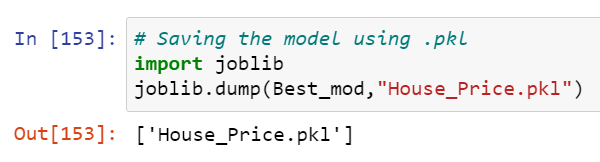 In [153]: # Saving the model using .pkl
import joblib
joblib.dump(Best_mod,"House_Price.pkl")
Out[153]: ['House_Price.pkl']